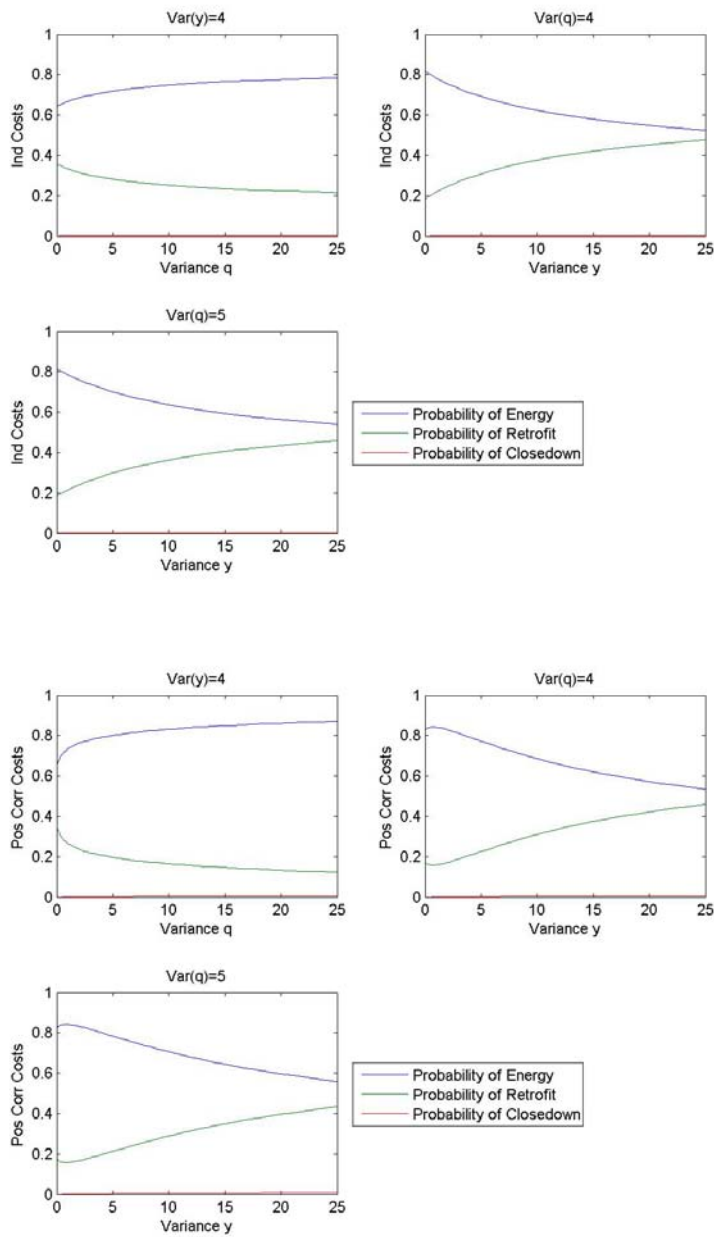 Var(y)=4
1
0.8
0.6
0.4
0.2
0
Ind Costs
0 5 10 15 20 25
Variance q
Var(q)=4
1
0.8
0.6
0.4
0.2
0
Ind Costs
0 5 10 15 20 25
Variance y
Var(q)=5
1
0.8
0.6
0.4
0.2
0
Ind Costs
0 5 10 15 20 25
Variance y
Probability of Energy
Probability of Retrofit
Probability of Closedown
Var(y)=4
1
0.8
0.6
0.4
0.2
0
Pos Corr Costs
0 5 10 15 20 25
Variance q
Var(q)=4
1
0.8
0.6
0.4
0.2
0
Pos Corr Costs
0 5 10 15 20 25
Variance y
Var(q)=5
1
0.8
0.6
0.4
0.2
0
Pos Corr Costs
0 5 10 15 20 25
Variance y
Probability of Energy
Probability of Retrofit
Probability of Closedown